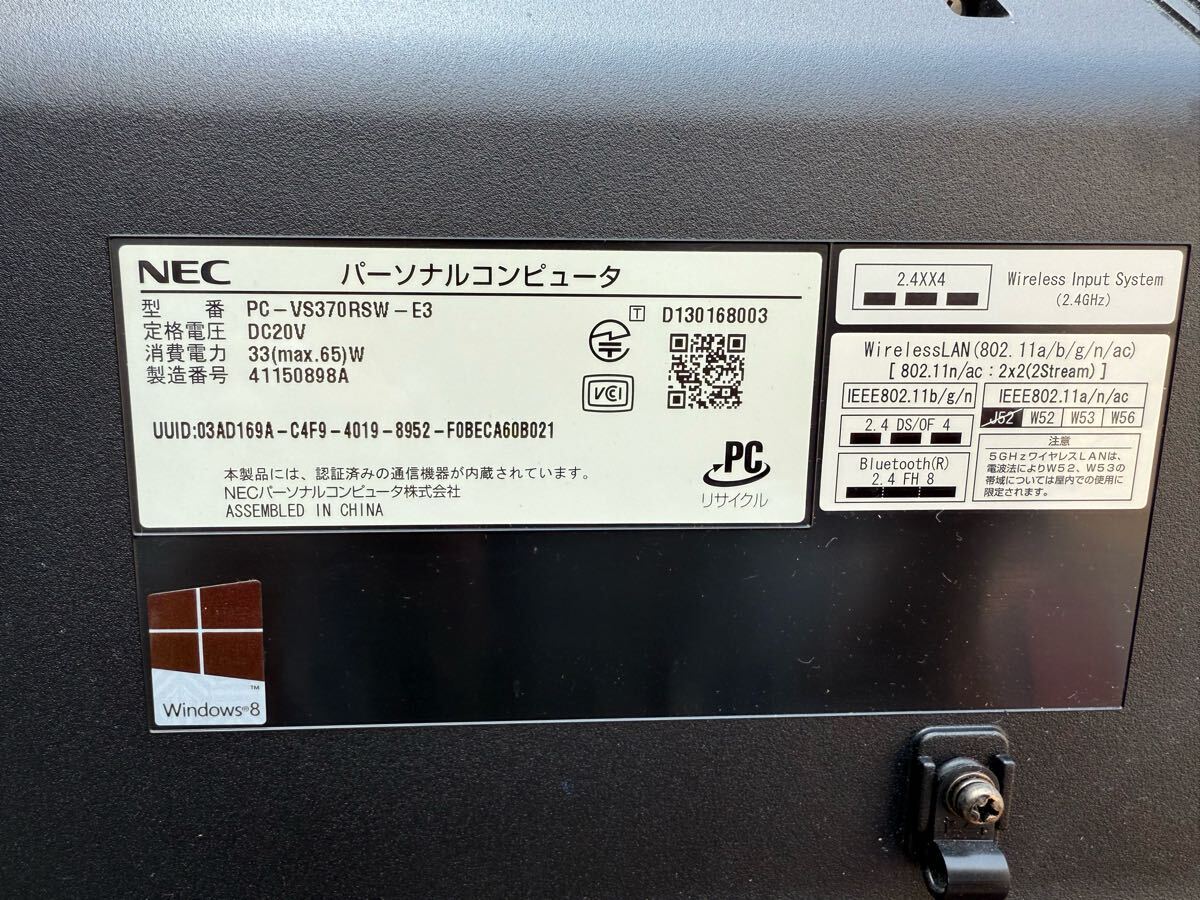 NEC パーソナルコンピュータ
型 番 PC-VS370RSW-E3
定格電圧 DC20V
消費電力 33(max.65)W
製造番号 41150898A
T D130168003
VCCI
UUID:03AD169A-C4F9-4019-8952-F0BECA60B021
本製品には、認証済みの通信機器が内蔵されています。
NECパーソナルコンピュータ株式会社
ASSEMBLED IN CHINA
PC
リサイクル
2.4XX4
Wireless Input System
(2.4GHz)
WirelessLAN(802.11a/b/g/n/ac)
[ 802.11n/ac : 2x2(2Stream) ]
IEEE802.11b/g/n
2.4 DS/OF 4
Bluetooth(R)
2.4 FH 8
IEEE802.11a/n/ac
J52 W52 W53 W56
注意
5GHzワイヤレスLANは、
電波法によりW52、W53の
帯域については屋内での使用に
限定されます。
Windows®8
™